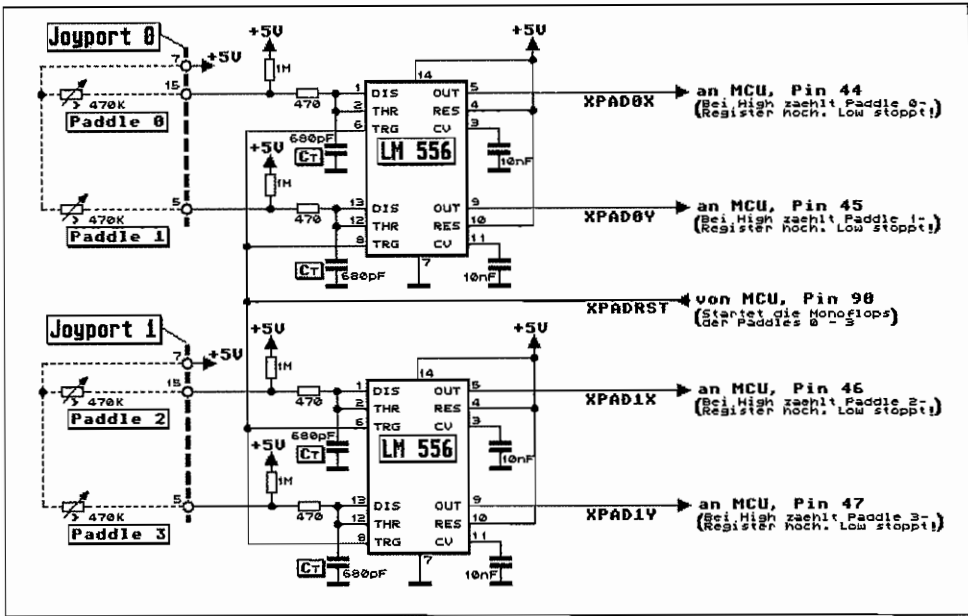 Joyport 0
+5V
7
+5V
15
470K
Paddle 0
5
470K
Paddle 1
+5V
1M
470
680pF
CT
+5V
1M
470
CT
680pF
14
1 DIS OUT 5
2 THR RES 4
6 TRG CV 3
LM 556
13 DIS OUT 9
12 THR RES 10
8 TRG CV 11
7
+5V
10nF
10nF
XPAD0X
an MCU, Pin 44
(Bei High zaehlt Paddle 0-
Register hoch. Low stoppt!)
XPAD0Y
an MCU, Pin 45
(Bei High zaehlt Paddle 1-
Register hoch. Low stoppt!)
XPADRST
von MCU, Pin 90
(Startet die Monoflops
der Paddles 0 - 3)
Joyport 1
7
+5V
15
470K
Paddle 2
5
470K
Paddle 3
+5V
1M
470
680pF
CT
+5V
1M
470
CT
680pF
14
1 DIS OUT 5
2 THR RES 4
6 TRG CV 3
LM 556
13 DIS OUT 9
12 THR RES 10
8 TRG CV 11
7
+5V
10nF
10nF
XPAD1X
an MCU, Pin 46
(Bei High zaehlt Paddle 2-
Register hoch. Low stoppt!)
XPAD1Y
an MCU, Pin 47
(Bei High zaehlt Paddle 3-
Register hoch. Low stoppt!)